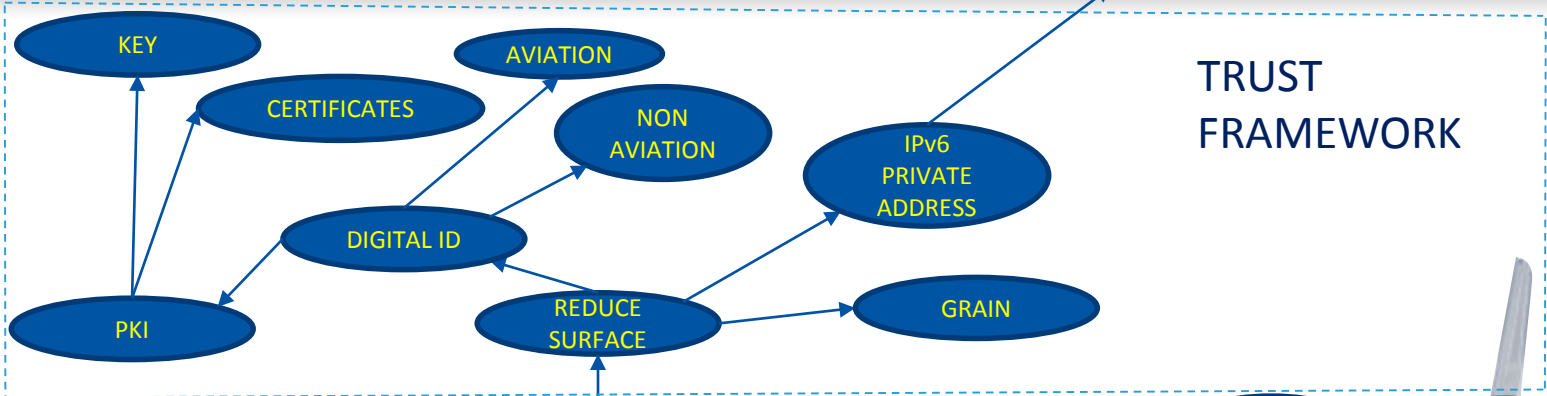 KEY
AVIATION
CERTIFICATES
NON
AVIATION
TRUST
FRAMEWORK
IPv6
PRIVATE
ADDRESS
DIGITAL ID
PKI
REDUCE
SURFACE
GRAIN